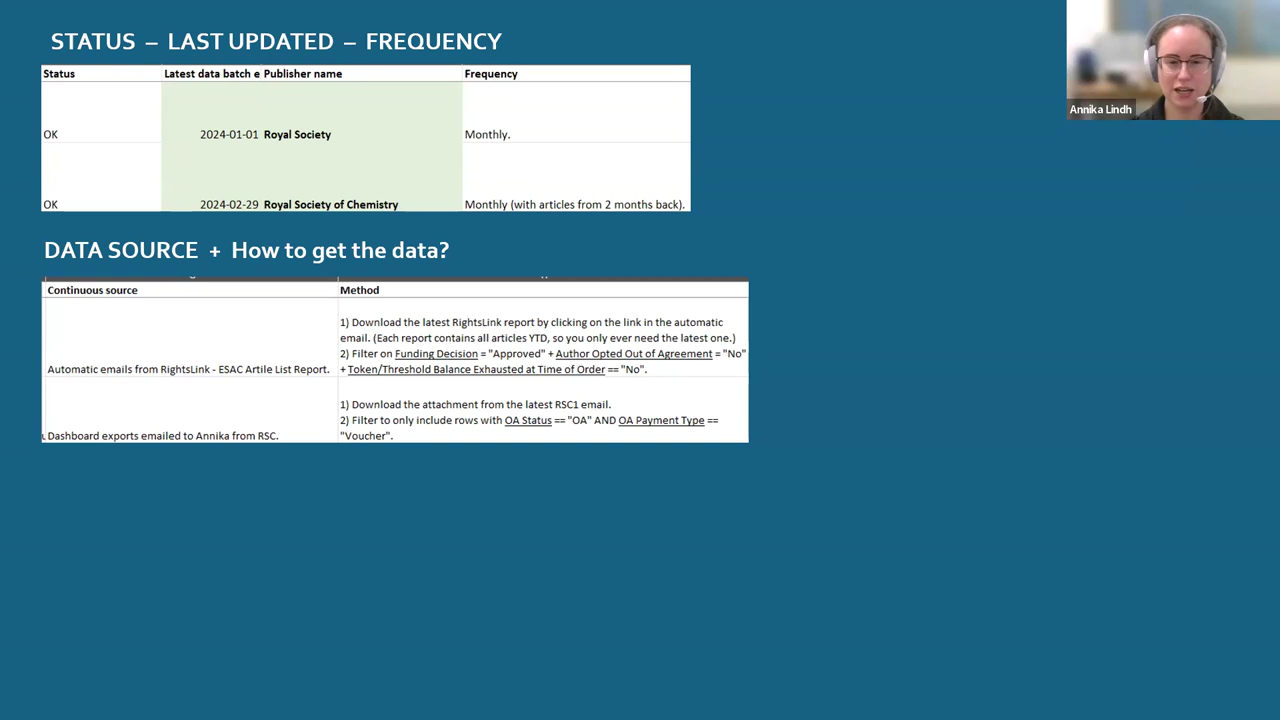 STATUS – LAST UPDATED – FREQUENCY
Annika Lindh
Status Latest data batch e Publisher name Frequency
OK 2024-01-01 Royal Society Monthly.
OK 2024-02-29 Royal Society of Chemistry Monthly (with articles from 2 months back).
DATA SOURCE + How to get the data?
Continuous source Method
1) Download the latest RightsLink report by clicking on the link in the automatic
email. (Each report contains all articles YTD, so you only ever need the latest one.)
2) Filter on Funding Decision = "Approved" + Author Opted Out of Agreement = "No"
Automatic emails from RightsLink - ESAC Artile List Report. + Token/Threshold Balance Exhausted at Time of Order == "No".
1) Download the attachment from the latest RSC1 email.
2) Filter to only include rows with OA Status == "OA" AND OA Payment Type ==
Dashboard exports emailed to Annika from RSC. "Voucher".